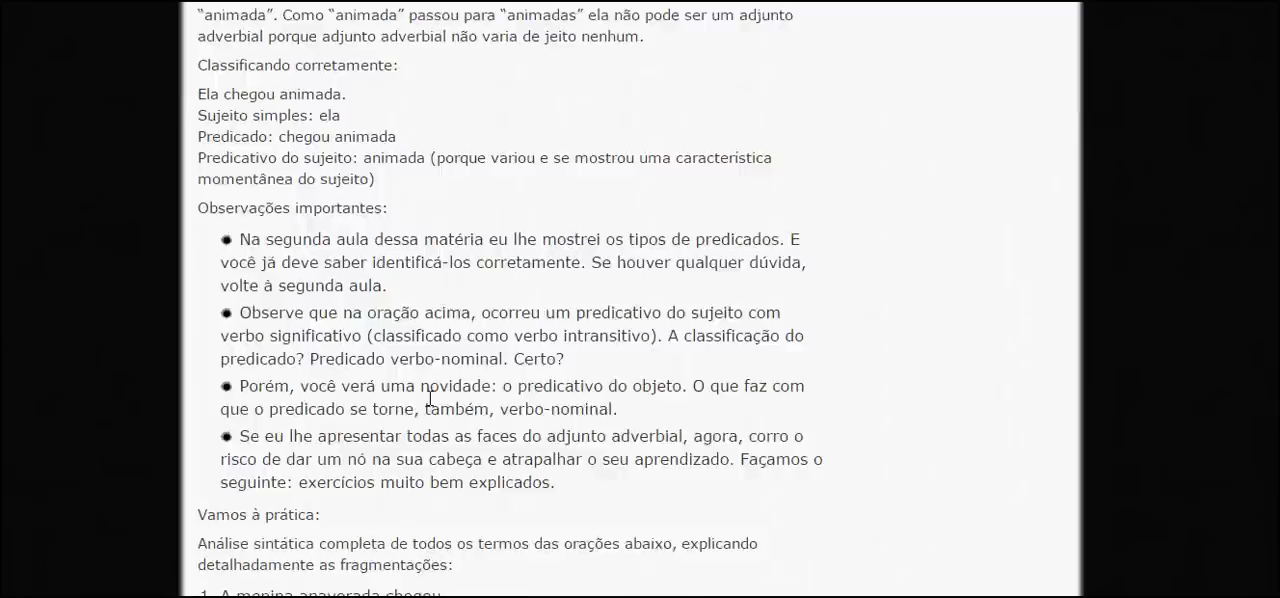 “animada”. Como “animada” passou para “animadas” ela não pode ser um adjunto
adverbial porque adjunto adverbial não varia de jeito nenhum.
Classificando corretamente:
Ela chegou animada.
Sujeito simples: ela
Predicado: chegou animada
Predicativo do sujeito: animada (porque variou e se mostrou uma característica
momentânea do sujeito)
Observações importantes:
Na segunda aula dessa matéria eu lhe mostrei os tipos de predicados. E
você já deve saber identificá-los corretamente. Se houver qualquer dúvida,
volte à segunda aula.
Observe que na oração acima, ocorreu um predicativo do sujeito com
verbo significativo (classificado como verbo intransitivo). A classificação do
predicado? Predicado verbo-nominal. Certo?
Porém, você verá uma novidade: o predicativo do objeto. O que faz com
que o predicado se torne, também, verbo-nominal.
Se eu lhe apresentar todas as faces do adjunto adverbial, agora, corro o
risco de dar um nó na sua cabeça e atrapalhar o seu aprendizado. Façamos o
seguinte: exercícios muito bem explicados.
Vamos à prática:
Análise sintática completa de todos os termos das orações abaixo, explicando
detalhadamente as fragmentações:
1. A menina apavorada chegou